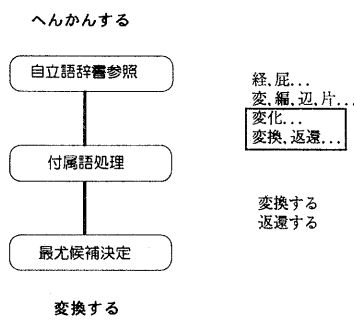 へんかんする
自立語辞書参照
経,屁...
変,編,辺,片...
変化...
変換,返還...
付属語処理
変換する
返還する
最尤候補決定
変換する